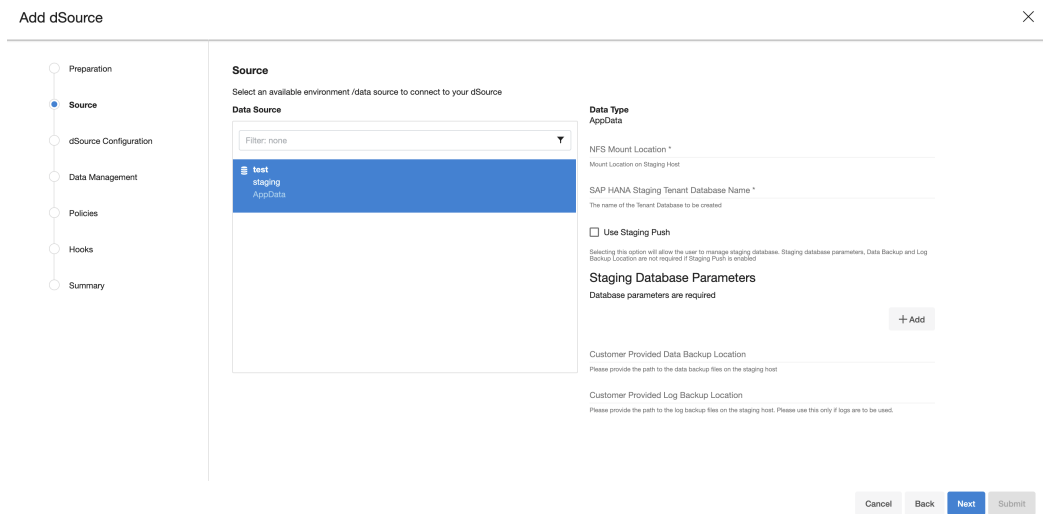 Add dSource
Preparation
Source
dSource Configuration
Data Management
Policies
Hooks
Summary
Source
Select an available environment /data source to connect to your dSource
Data Source
Filter: none
test
staging
AppData
Data Type
AppData
NFS Mount Location *
Mount Location on Staging Host
SAP HANA Staging Tenant Database Name *
The name of the Tenant Database to be created
Use Staging Push
Selecting this option will allow the user to manage staging database. Staging database parameters, Data Backup and Log
Backup Location are not required if Staging Push is enabled
Staging Database Parameters
Database parameters are required
+ Add
Customer Provided Data Backup Location
Please provide the path to the data backup files on the staging host
Customer Provided Log Backup Location
Please provide the path to the log backup files on the staging host. Please use this only if logs are to be used.
Cancel Back Next Submit